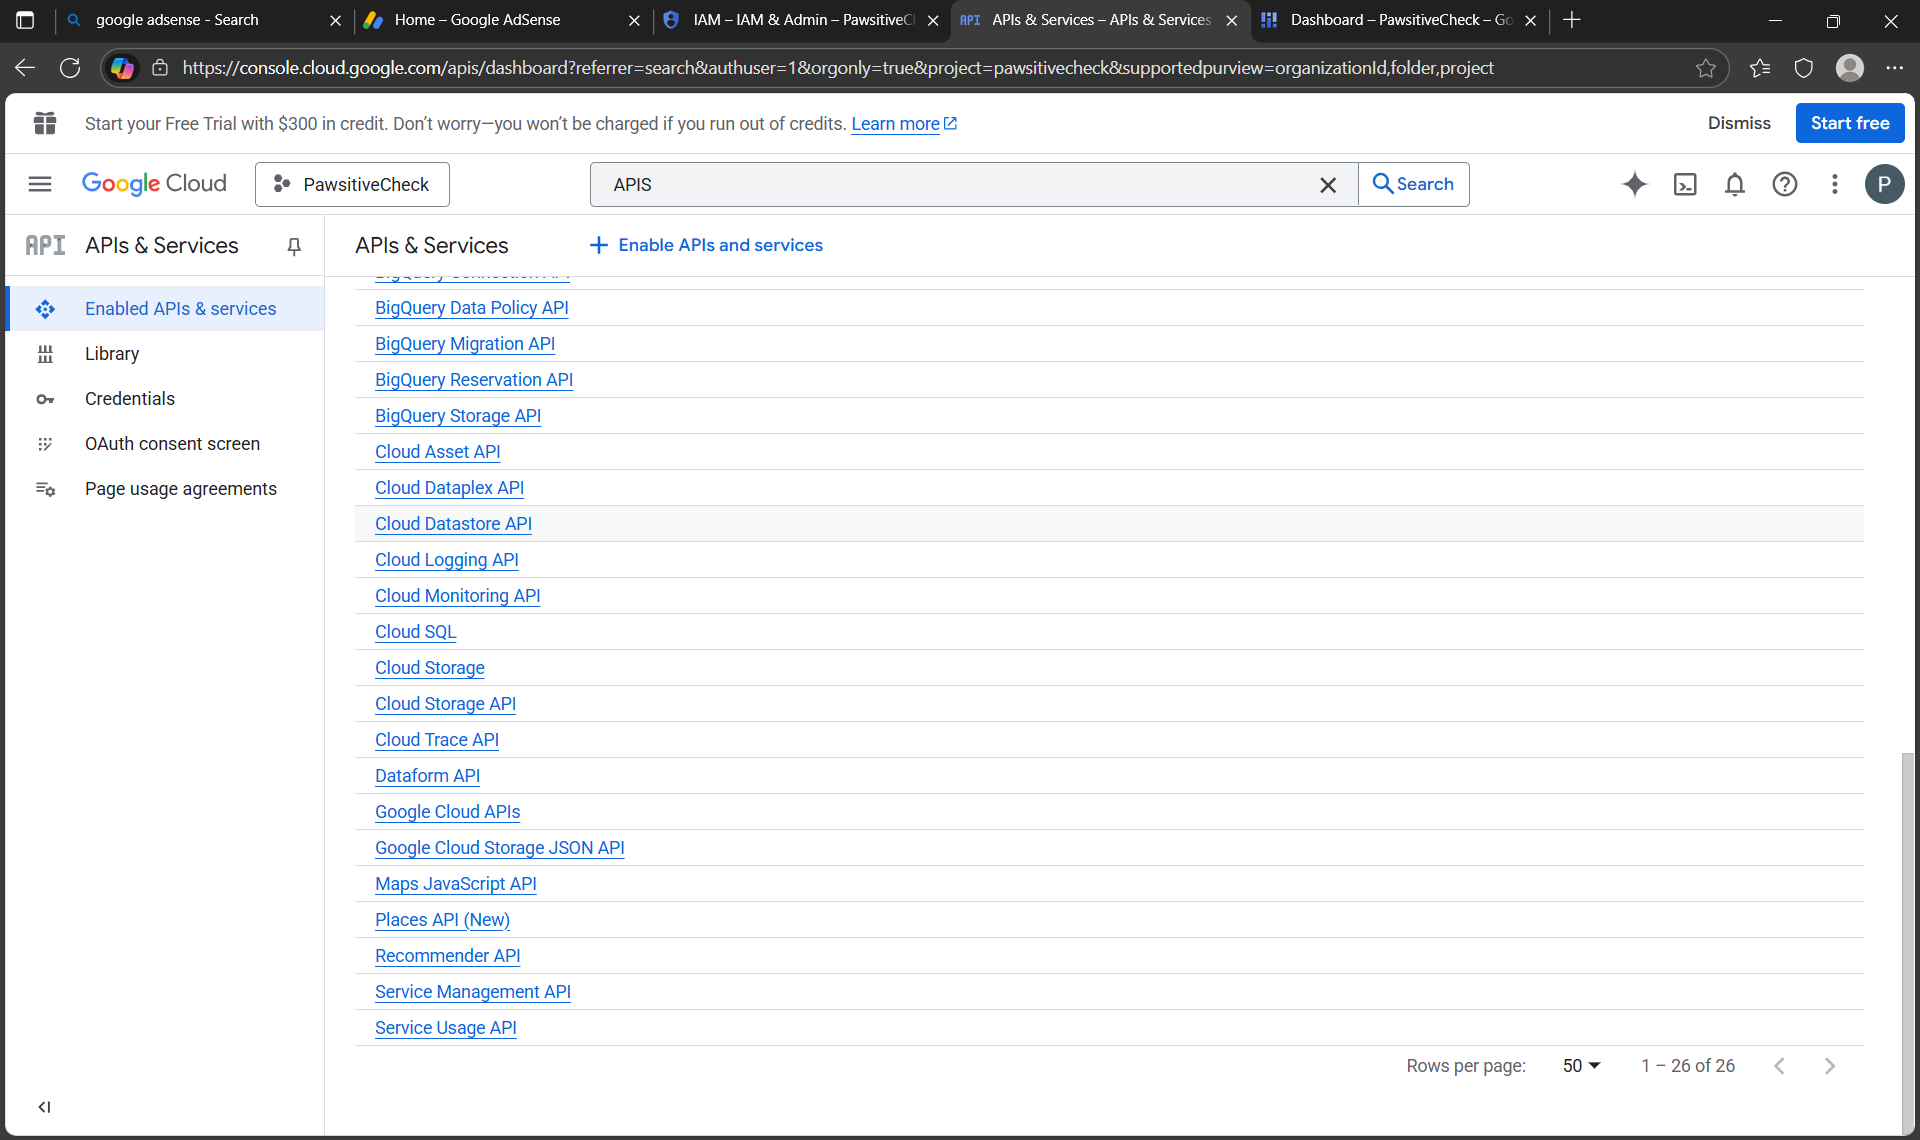 google adsense - Search
Home – Google AdSense
IAM – IAM & Admin – PawsitiveCh
APIs & Services – APIs & Services
Dashboard – PawsitiveCheck – Go
https://console.cloud.google.com/apis/dashboard?referrer=search&authuser=1&orgonly=true&project=pawsitivecheck&supportedpurview=organizationId,folder,project
Start your Free Trial with $300 in credit. Don't worry—you won't be charged if you run out of credits. Learn more
Dismiss
Start free
Google Cloud
PawsitiveCheck
APIS
Search
P
API
APIs & Services
APIs & Services
Enable APIs and services
Enabled APIs & services
Library
Credentials
OAuth consent screen
Page usage agreements
BigQuery Connection API
BigQuery Data Policy API
BigQuery Migration API
BigQuery Reservation API
BigQuery Storage API
Cloud Asset API
Cloud Dataplex API
Cloud Datastore API
Cloud Logging API
Cloud Monitoring API
Cloud SQL
Cloud Storage
Cloud Storage API
Cloud Trace API
Dataform API
Google Cloud APIs
Google Cloud Storage JSON API
Maps JavaScript API
Places API (New)
Recommender API
Service Management API
Service Usage API
Rows per page: 50 1 – 26 of 26